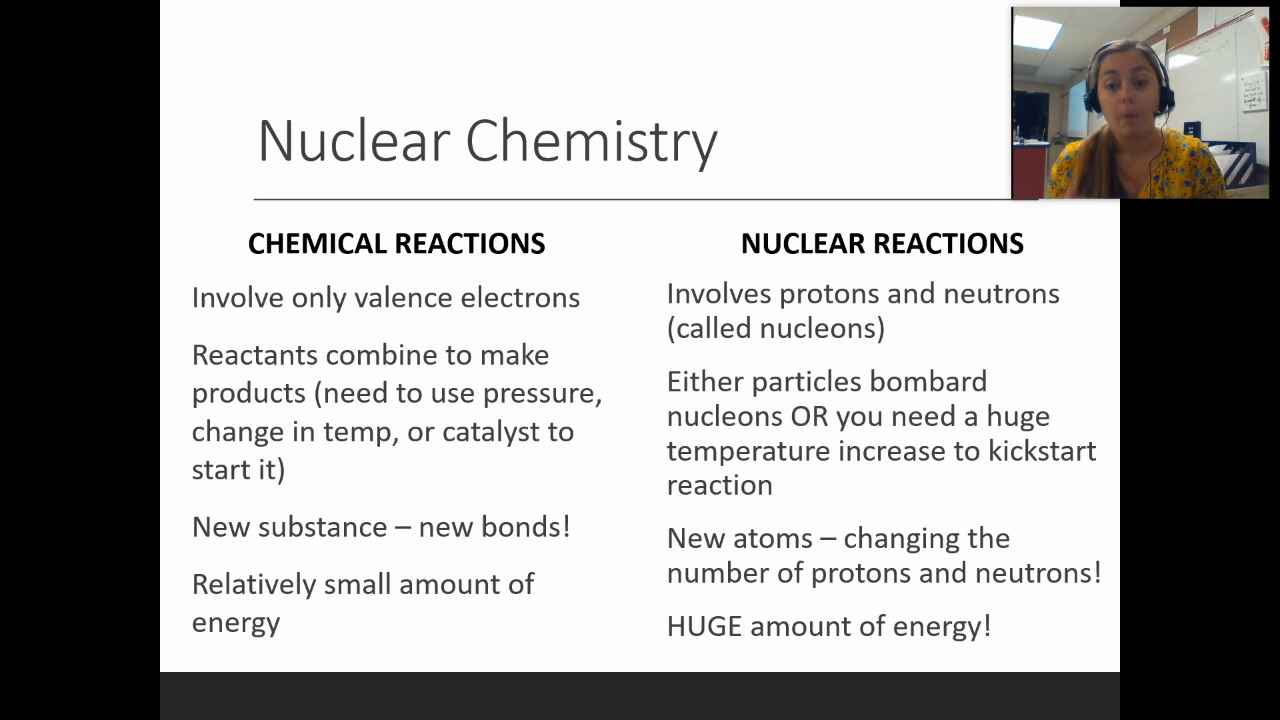 Nuclear Chemistry
CHEMICAL REACTIONS
Involve only valence electrons
Reactants combine to make
products (need to use pressure,
change in temp, or catalyst to
start it)
New substance – new bonds!
Relatively small amount of
energy
NUCLEAR REACTIONS
Involves protons and neutrons
(called nucleons)
Either particles bombard
nucleons OR you need a huge
temperature increase to kickstart
reaction
New atoms – changing the
number of protons and neutrons!
HUGE amount of energy!